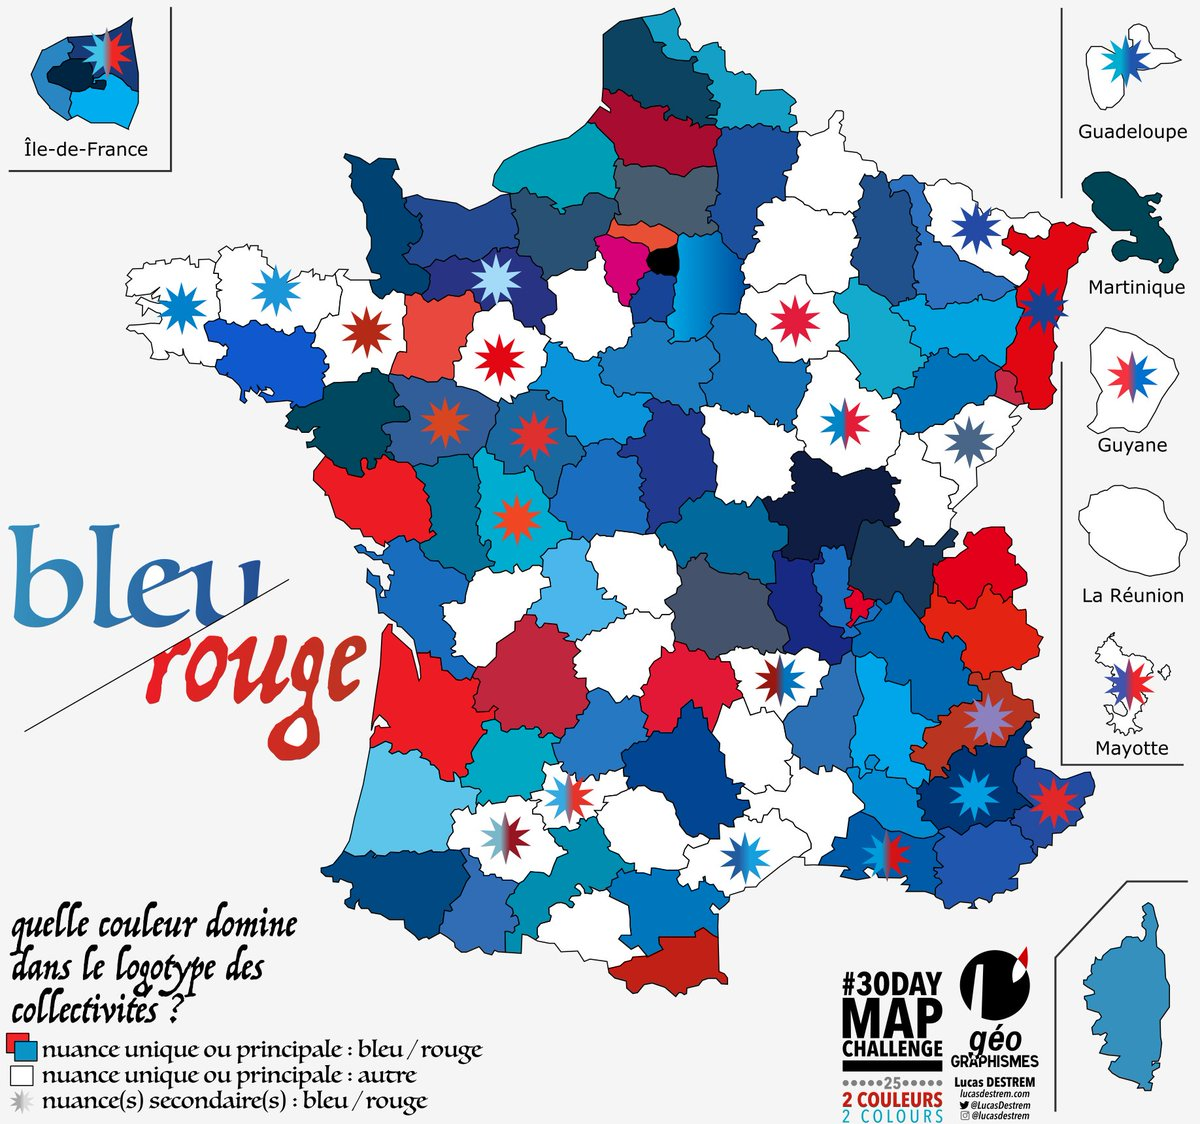 Île-de-France
Guadeloupe
Martinique
Guyane
La Réunion
Mayotte
bleu
rouge
quelle couleur domine
dans le logotype des
collectivités ?
nuance unique ou principale : bleu / rouge
nuance unique ou principale : autre
nuance(s) secondaire(s) : bleu / rouge
#30DAY
MAP
CHALLENGE
25
2 COULEURS
2 COLOURS
géo
GRAPHISMES
Lucas DESTREM
lucasdestrem.com
@LucasDestrem
@LucasDestrem